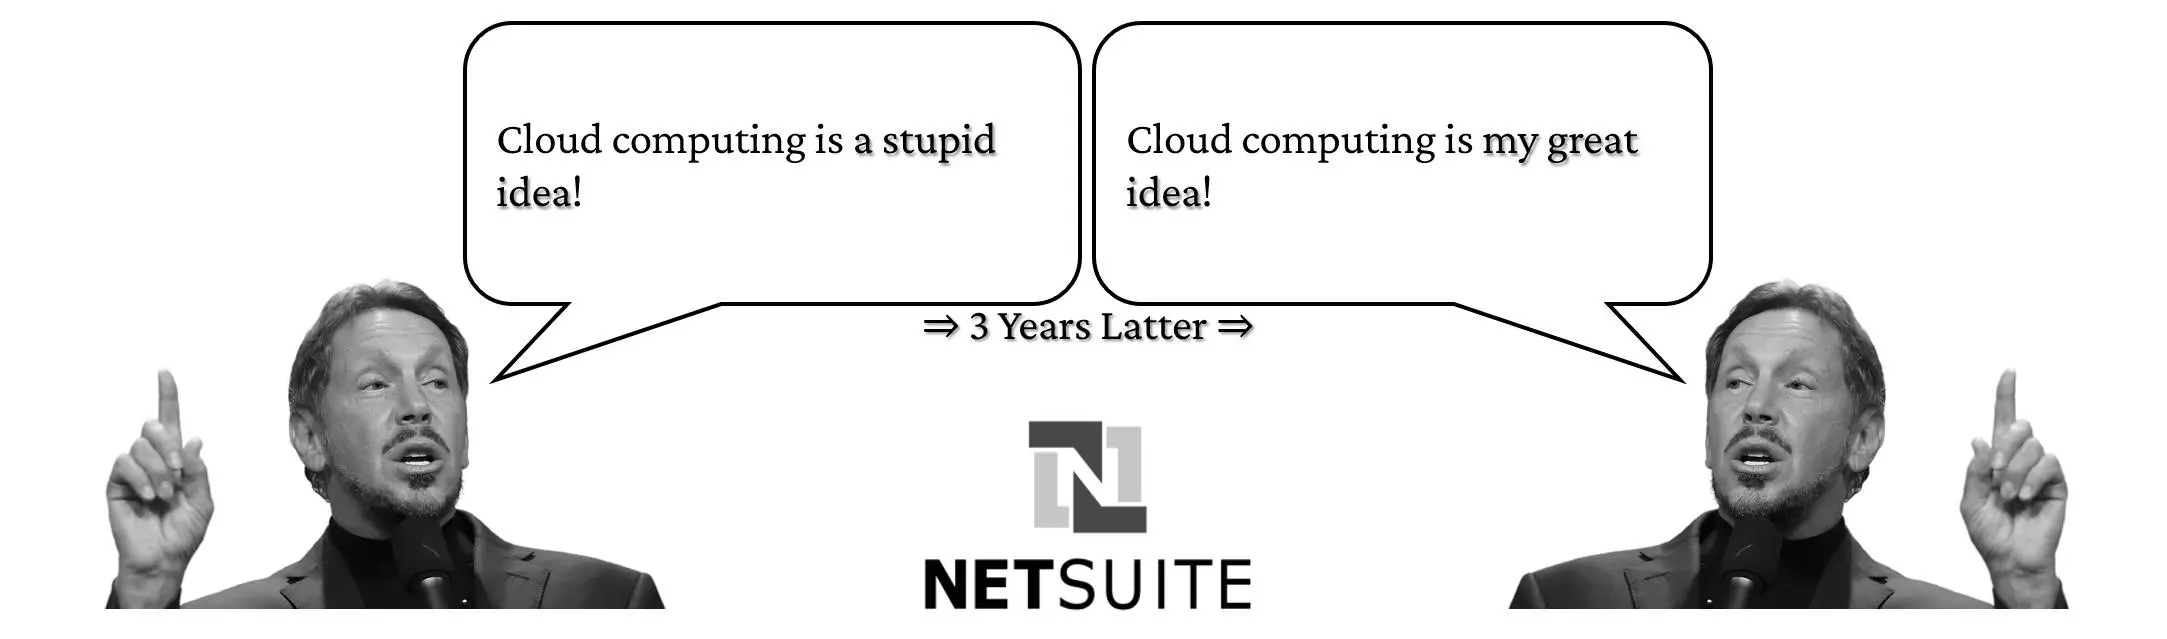 Cloud computing is a stupid
idea!
Cloud computing is my great
idea!
⇒ 3 Years Latter ⇒
NETSUITE